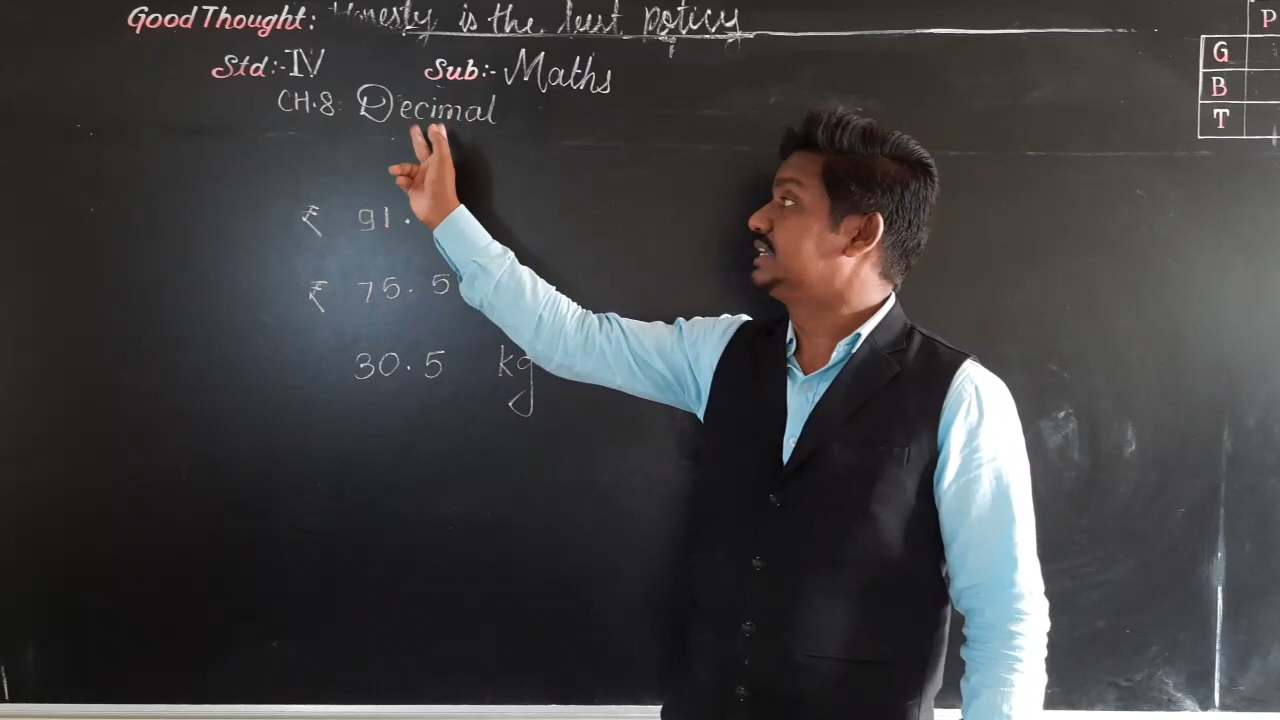 Good Thought: Honesty is the best policy
Std:- IV Sub:- Maths
CH.8: Decimal
₹ 91.
₹ 75.5
30.5 kg
P
G
B
T